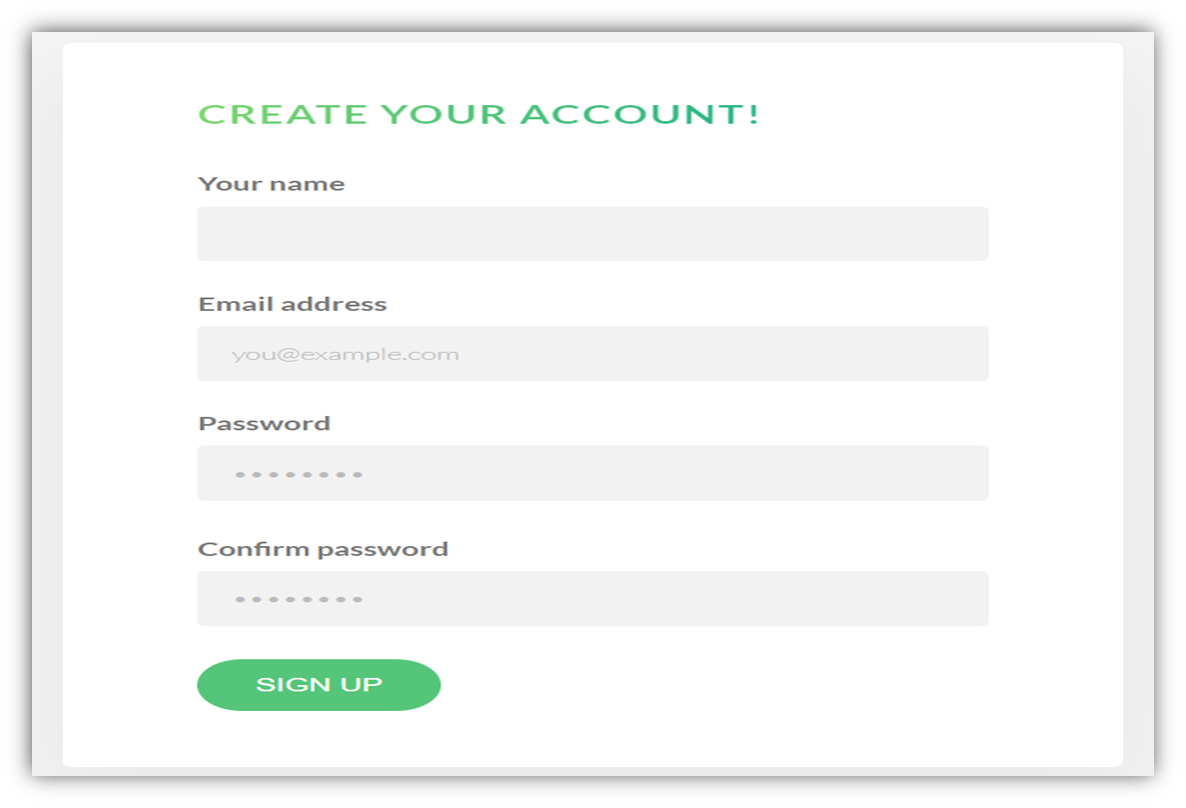 CREATE YOUR ACCOUNT!
Your name
Email address
you@example.com
Password
••••••••
Confirm password
••••••••
SIGN UP